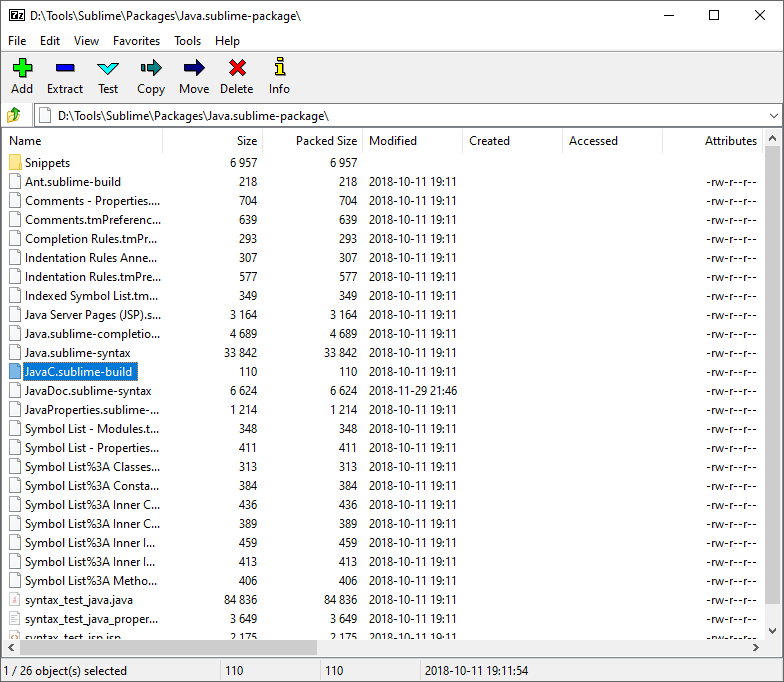 7z D:\Tools\Sublime\Packages\Java.sublime-package\
File Edit View Favorites Tools Help
Add Extract Test Copy Move Delete Info
D:\Tools\Sublime\Packages\Java.sublime-package\
Name Size Packed Size Modified Created Accessed Attributes
Snippets 6 957 6 957
Ant.sublime-build 218 218 2018-10-11 19:11 -rw-r--r--
Comments - Properties.... 704 704 2018-10-11 19:11 -rw-r--r--
Comments.tmPreferenc... 639 639 2018-10-11 19:11 -rw-r--r--
Completion Rules.tmPr... 293 293 2018-10-11 19:11 -rw-r--r--
Indentation Rules Anne... 307 307 2018-10-11 19:11 -rw-r--r--
Indentation Rules.tmPre... 577 577 2018-10-11 19:11 -rw-r--r--
Indexed Symbol List.tm... 349 349 2018-10-11 19:11 -rw-r--r--
Java Server Pages (JSP).s... 3 164 3 164 2018-10-11 19:11 -rw-r--r--
Java.sublime-completio... 4 689 4 689 2018-10-11 19:11 -rw-r--r--
Java.sublime-syntax 33 842 33 842 2018-10-11 19:11 -rw-r--r--
JavaC.sublime-build 110 110 2018-10-11 19:11 -rw-r--r--
JavaDoc.sublime-syntax 6 624 6 624 2018-11-29 21:46 -rw-r--r--
JavaProperties.sublime-... 1 214 1 214 2018-10-11 19:11 -rw-r--r--
Symbol List - Modules.t... 348 348 2018-10-11 19:11 -rw-r--r--
Symbol List - Properties... 411 411 2018-10-11 19:11 -rw-r--r--
Symbol List%3A Classes... 313 313 2018-10-11 19:11 -rw-r--r--
Symbol List%3A Consta... 384 384 2018-10-11 19:11 -rw-r--r--
Symbol List%3A Inner C... 436 436 2018-10-11 19:11 -rw-r--r--
Symbol List%3A Inner C... 389 389 2018-10-11 19:11 -rw-r--r--
Symbol List%3A Inner I... 459 459 2018-10-11 19:11 -rw-r--r--
Symbol List%3A Inner I... 413 413 2018-10-11 19:11 -rw-r--r--
Symbol List%3A Metho... 406 406 2018-10-11 19:11 -rw-r--r--
syntax_test_java.java 84 836 84 836 2018-10-11 19:11 -rw-r--r--
syntax_test_java_proper... 3 649 3 649 2018-10-11 19:11 -rw-r--r--
syntax_test_jsp.jsp 2 175 2 175 2018-10-11 19:11 -rw-r--r--
1 / 26 object(s) selected 110 110 2018-10-11 19:11:54